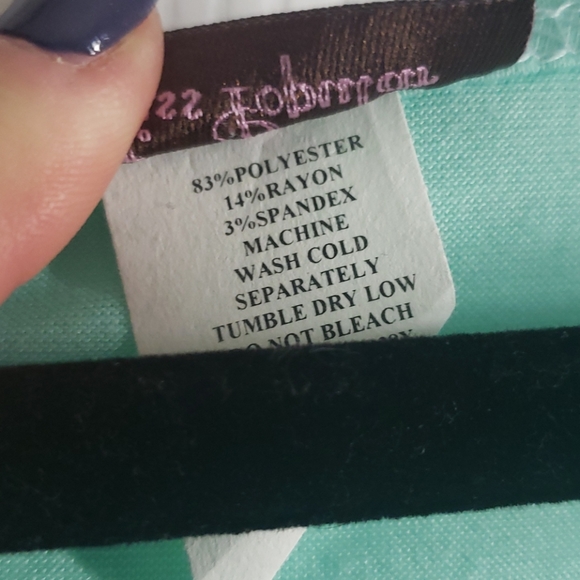 83%POLYESTER
14%RAYON
3%SPANDEX
MACHINE
WASH COLD
SEPARATELY
TUMBLE DRY LOW
NOT BLEACH